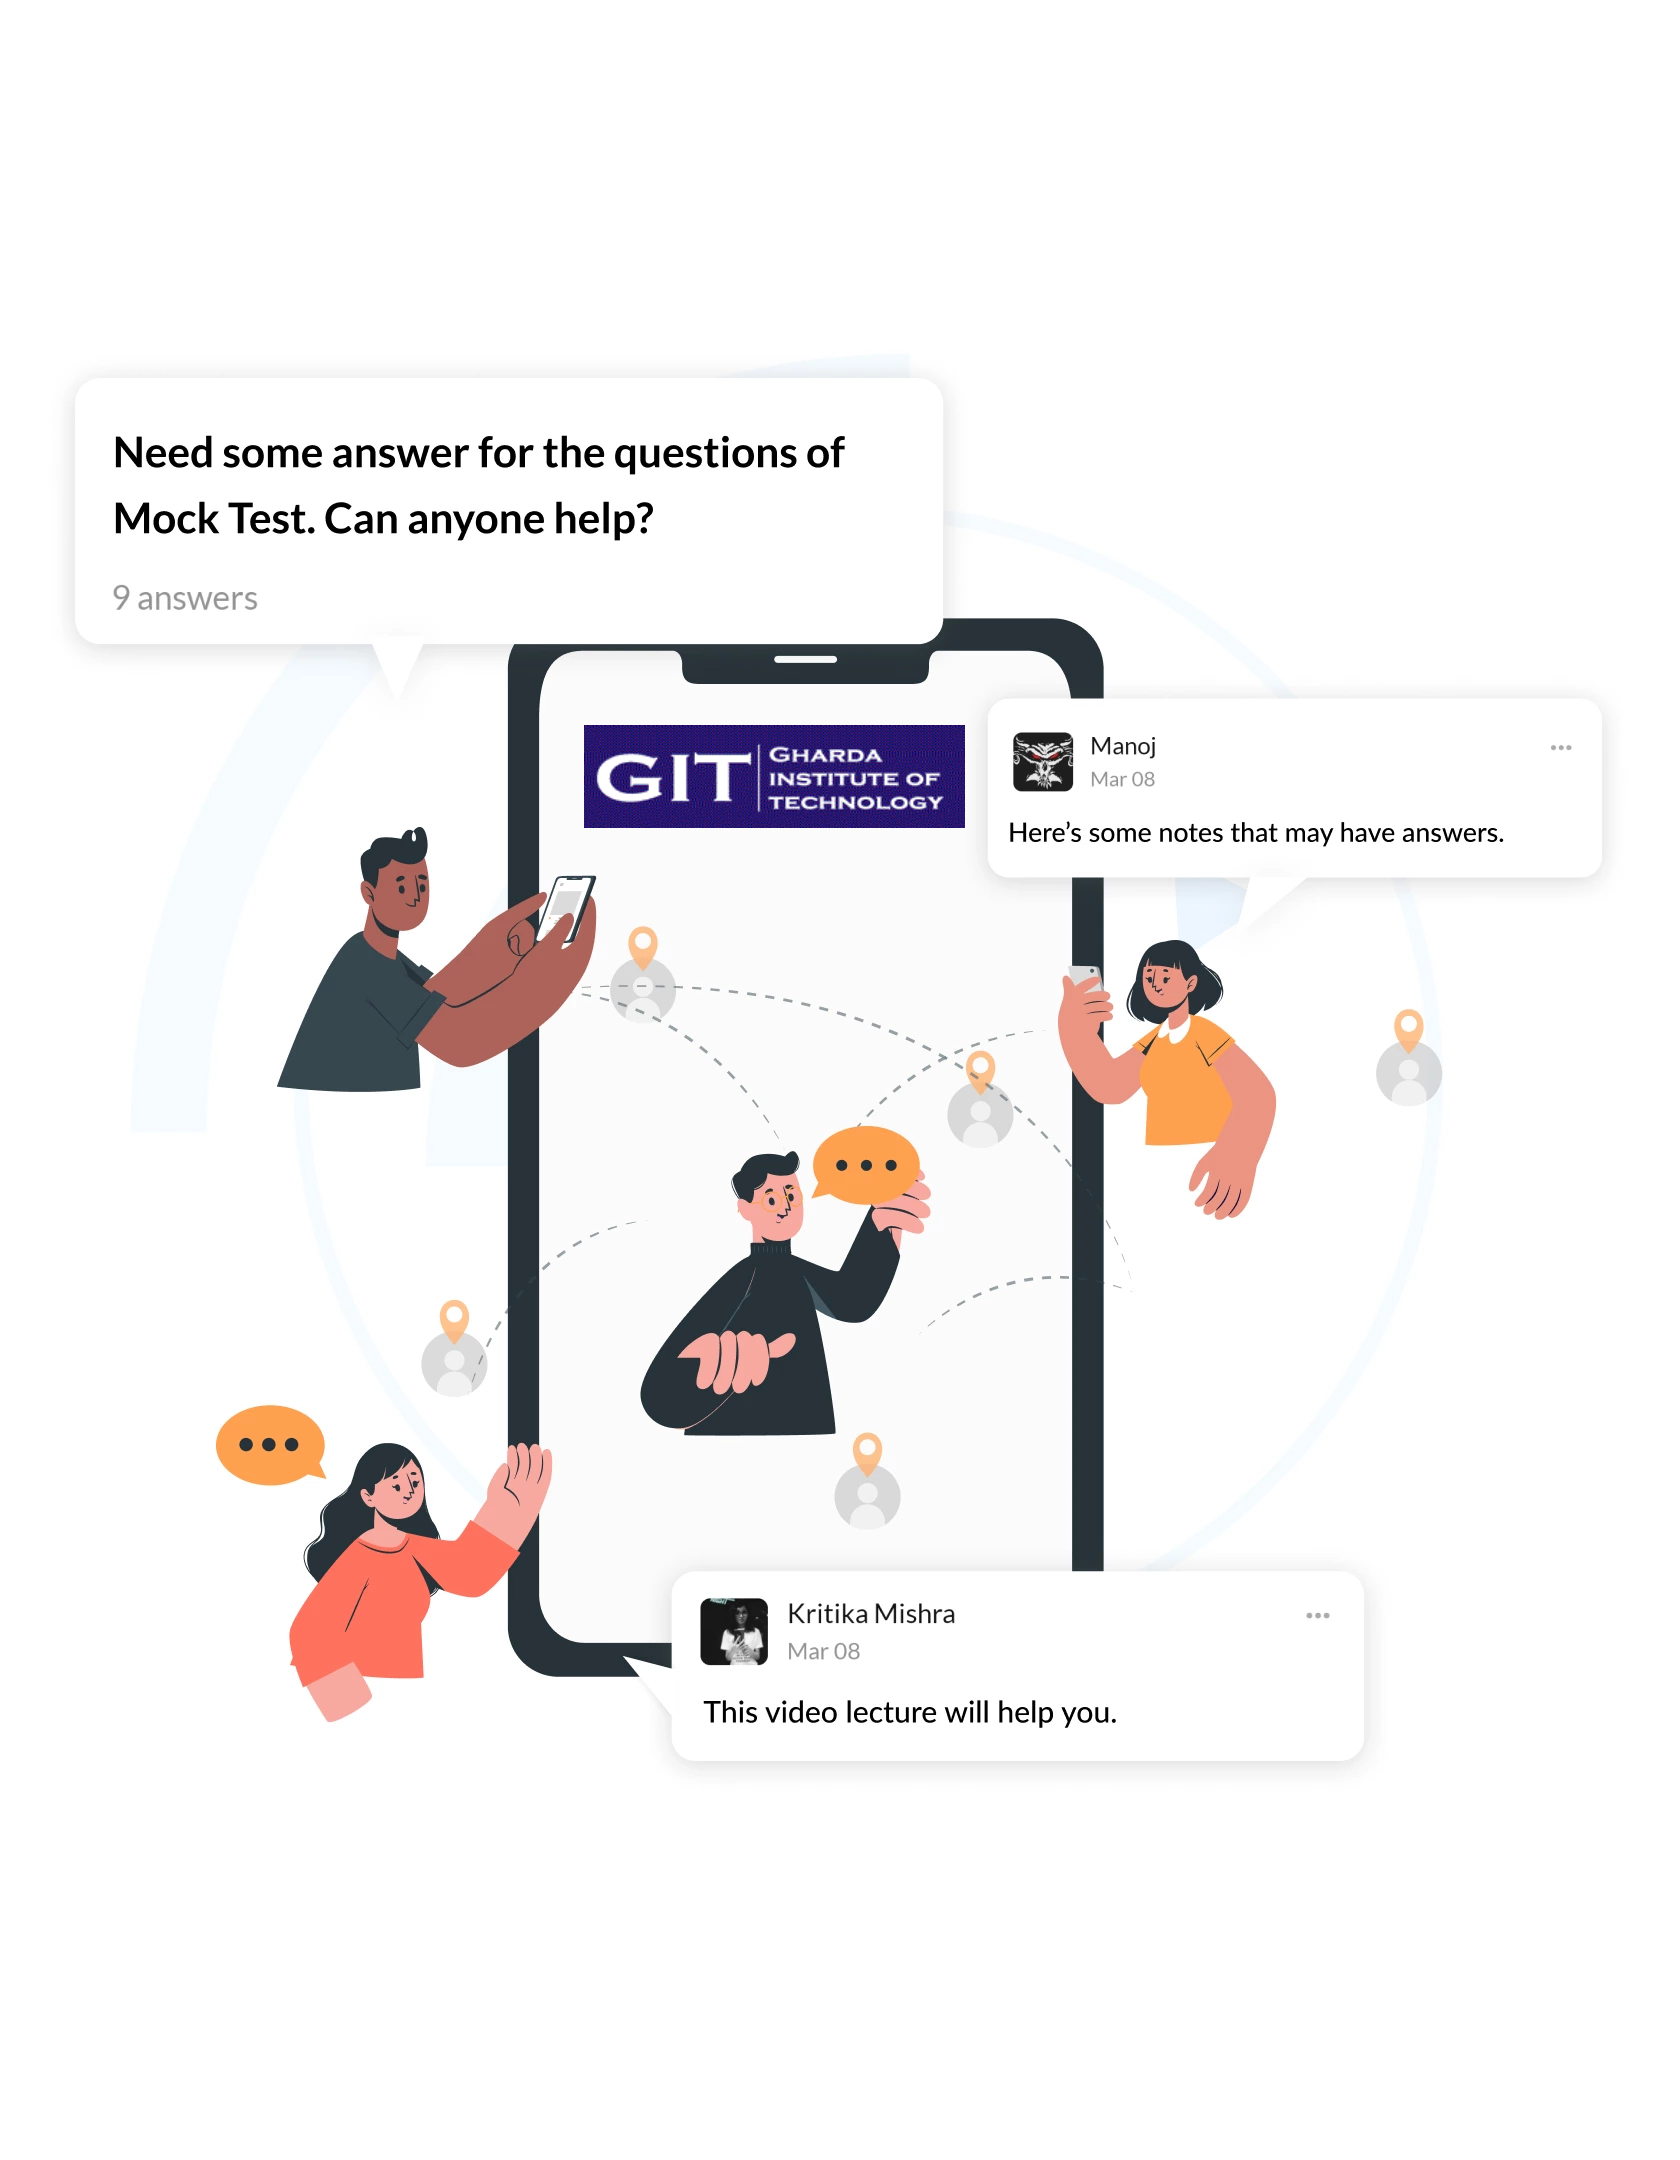 Need some answer for the questions of
Mock Test. Can anyone help?
9 answers
GIT
GHARDA
INSTITUTE OF
TECHNOLOGY
Manoj
Mar 08
Here’s some notes that may have answers.
Kritika Mishra
Mar 08
This video lecture will help you.